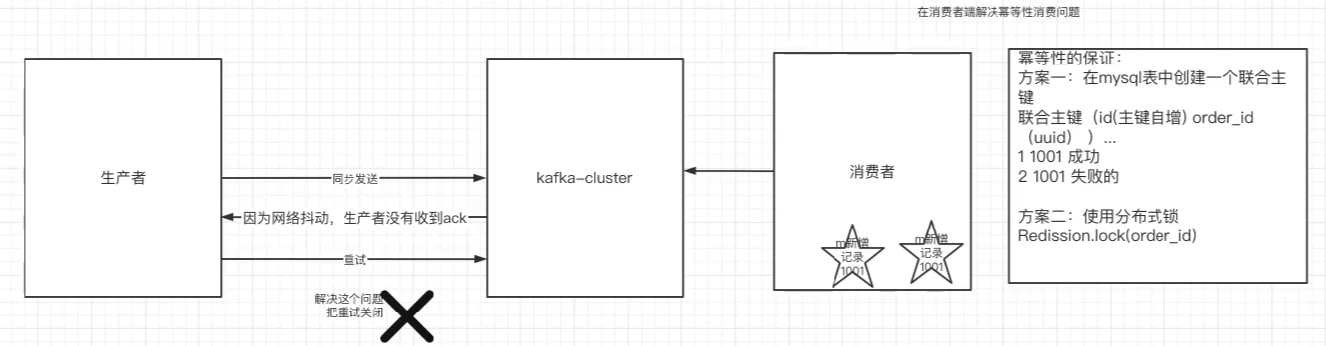 在消费者端解决幂等性消费问题
生产者
同步发送
因为网络抖动，生产者没有收到ack
重试
解决这个问题
把重试关闭
kafka-cluster
消费者
m新增
记录
1001
m新增
记录
1001
幂等性的保证：
方案一：在mysql表中创建一个联合主
键
联合主键（id(主键自增) order_id
（uuid） ）...
1 1001 成功
2 1001 失败的
方案二：使用分布式锁
Redission.lock(order_id)